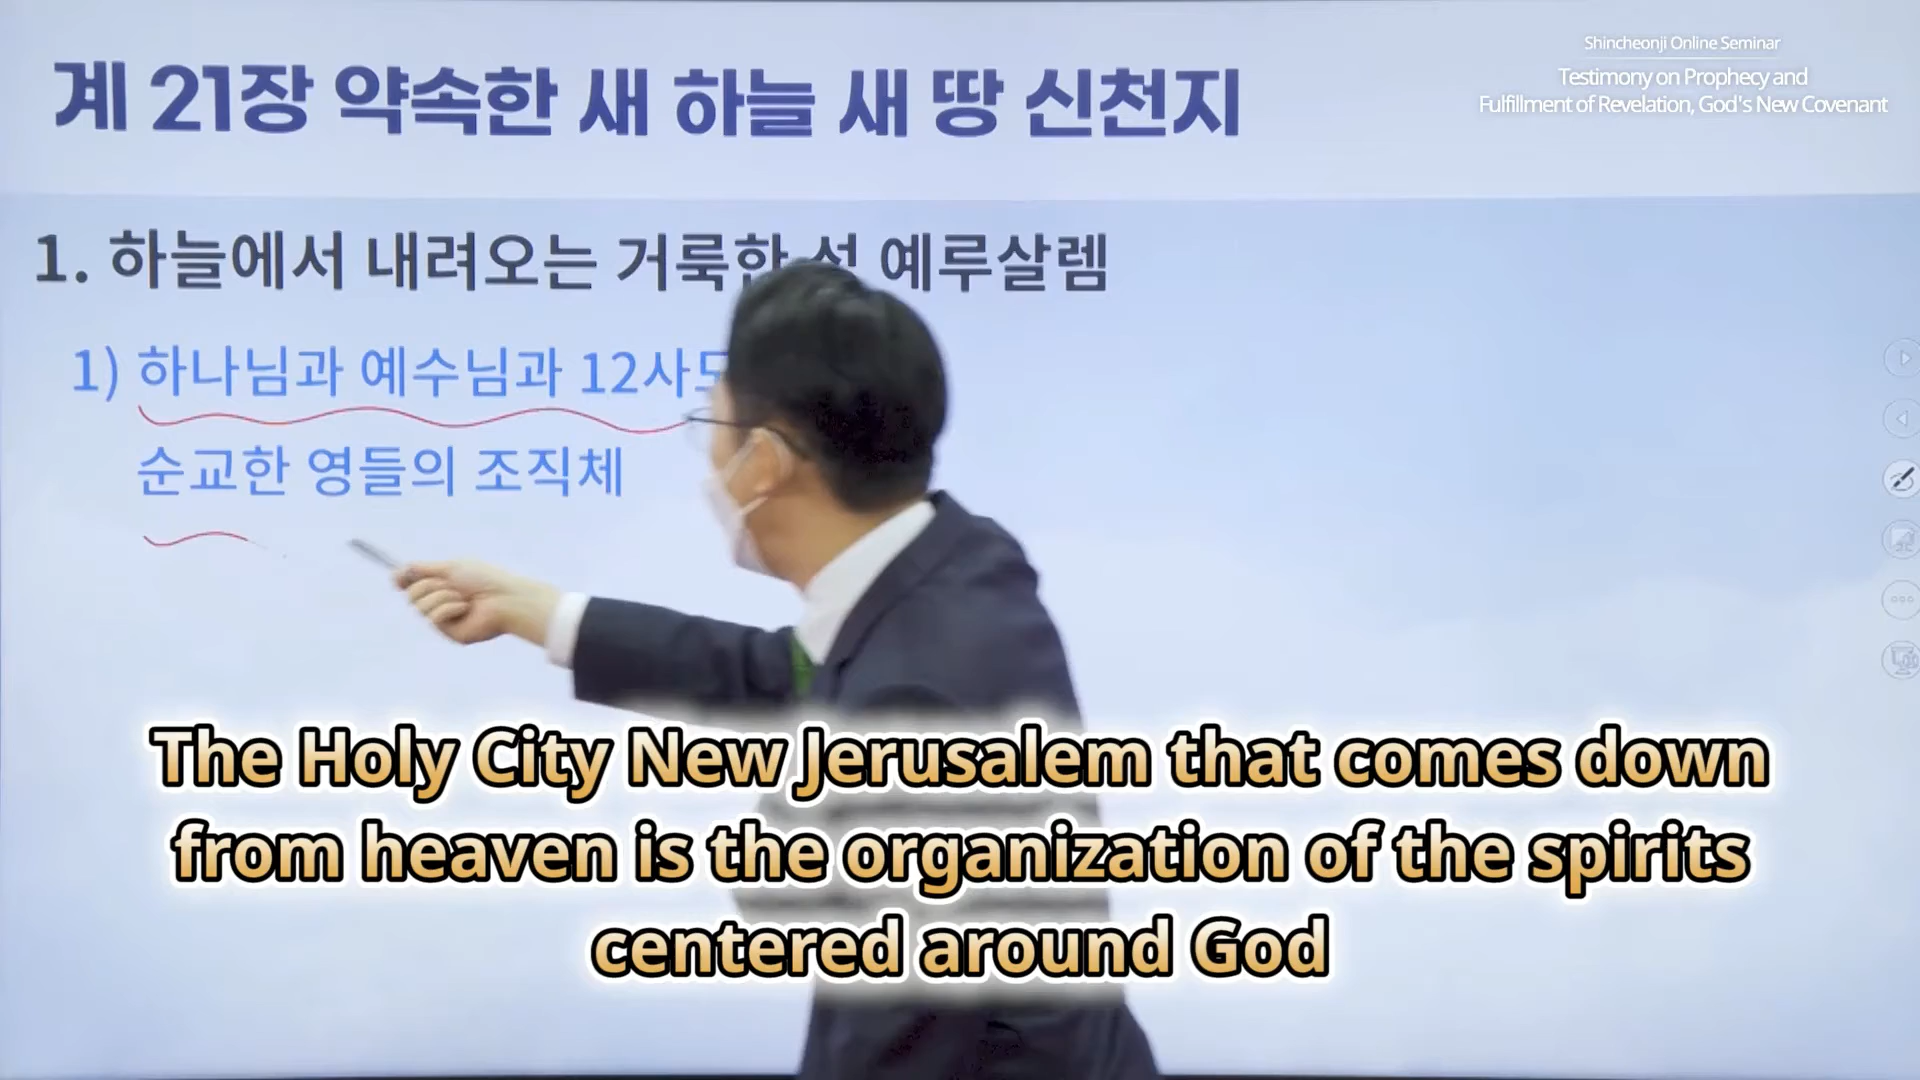 Shincheonji Online Seminar
Testimony on Prophecy and
Fulfillment of Revelation, God's New Covenant
계 21장 약속한 새 하늘 새 땅 신천지
1. 하늘에서 내려오는 거룩한 성 예루살렘
1) 하나님과 예수님과 12사도
순교한 영들의 조직체
The Holy City New Jerusalem that comes down
from heaven is the organization of the spirits
centered around God